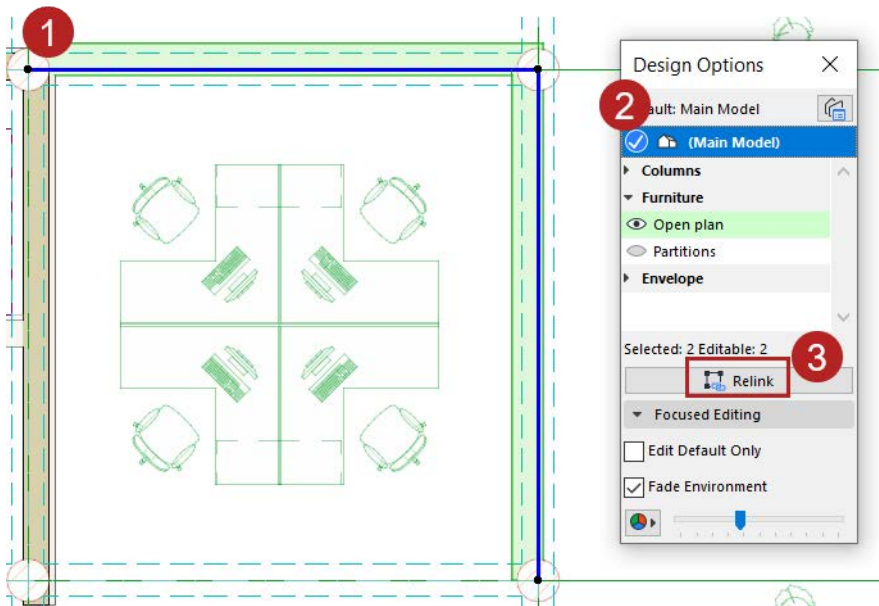 1
Design Options
2
ault: Main Model
(Main Model)
Columns
Furniture
Open plan
Partitions
Envelope
Selected: 2 Editable: 2
3
Relink
Focused Editing
Edit Default Only
Fade Environment